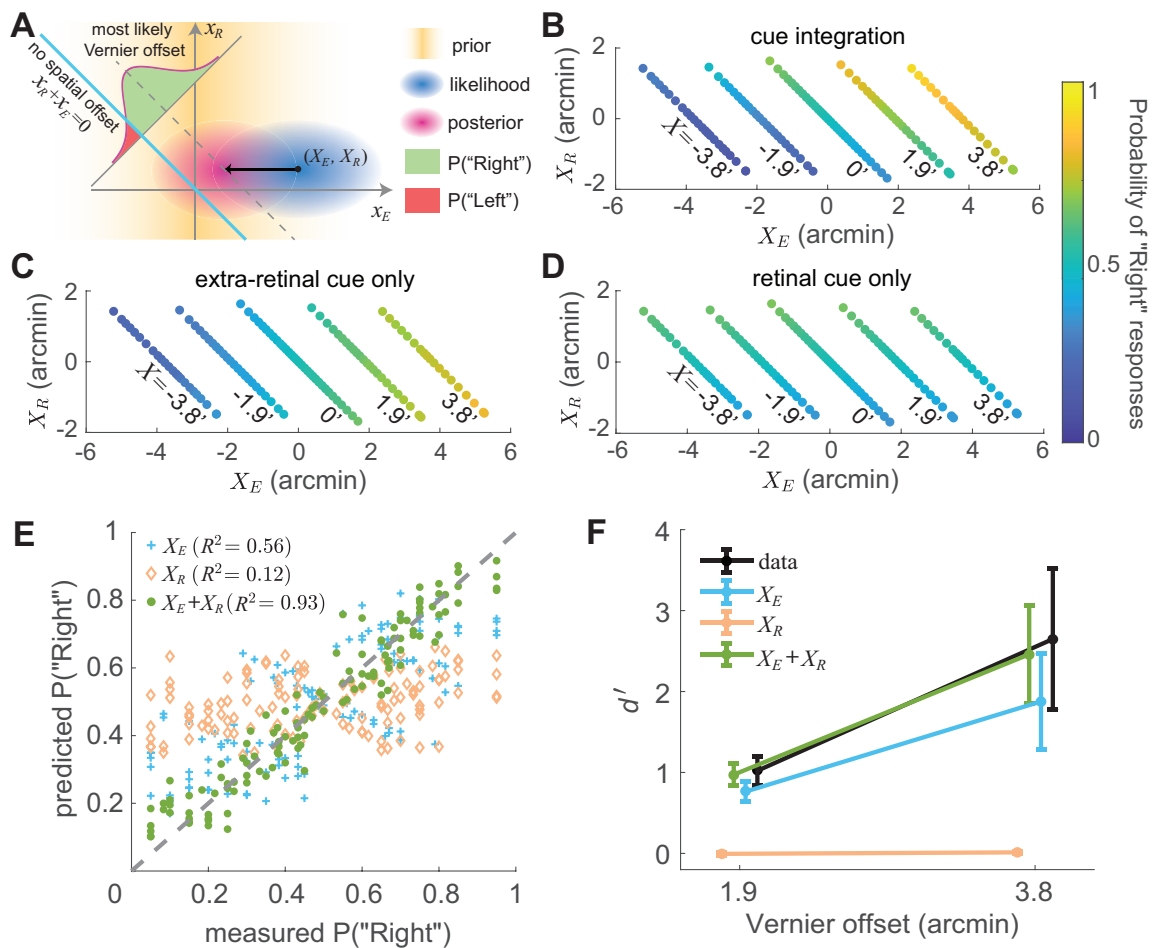 A
most likely
Vernier offset
x_R
no spatial offset
x_R+x_E=0
(X_E, X_R)
x_E
prior
likelihood
posterior
P("Right")
P("Left")
B
cue integration
X_R (arcmin)
2
0
-2
X=-3.8'
-1.9'
0'
1.9'
3.8'
-6
-4
-2
0
2
4
6
X_E (arcmin)
1
0.5
0
Probability of "Right" responses
C
extra-retinal cue only
X_R (arcmin)
2
0
-2
X=-3.8'
-1.9'
0'
1.9'
3.8'
-6
-4
-2
0
2
4
6
X_E (arcmin)
D
retinal cue only
X_R (arcmin)
2
0
-2
X=-3.8'
-1.9'
0'
1.9'
3.8'
-6
-4
-2
0
2
4
6
X_E (arcmin)
E
X_E (R² = 0.56)
X_R (R² = 0.12)
X_E+X_R (R² = 0.93)
predicted P("Right")
1
0.8
0.6
0.4
0.2
0
0.2
0.4
0.6
0.8
1
measured P("Right")
F
data
X_E
X_R
X_E + X_R
d′
4
3
2
1
0
1.9
3.8
Vernier offset (arcmin)